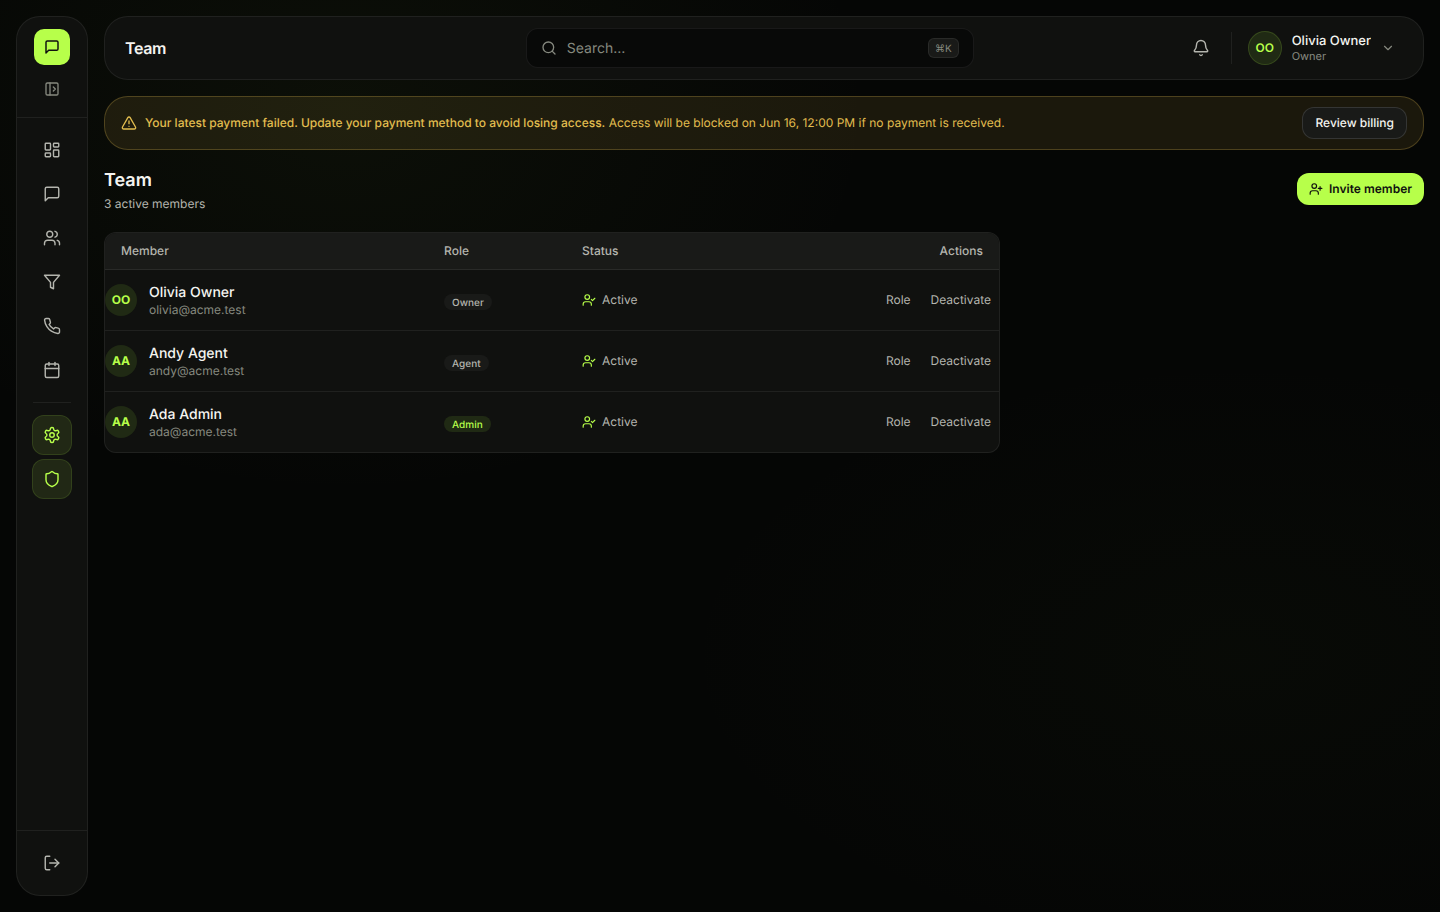 Team
Search...
⌘K
OO
Olivia Owner
Owner
Your latest payment failed. Update your payment method to avoid losing access. Access will be blocked on Jun 16, 12:00 PM if no payment is received.
Review billing
Team
3 active members
Invite member
Member Role Status Actions
OO Olivia Owner Owner Active Role Deactivate
olivia@acme.test
AA Andy Agent Agent Active Role Deactivate
andy@acme.test
AA Ada Admin Admin Active Role Deactivate
ada@acme.test